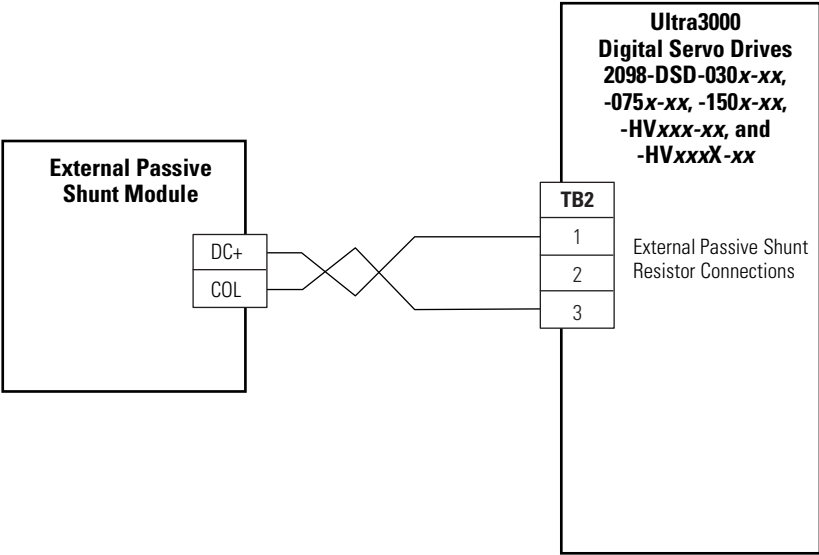 Ultra3000
Digital Servo Drives
2098-DSD-030x-xx,
-075x-xx, -150x-xx,
-HVxxx-xx, and
-HVxxxX-xx
External Passive
Shunt Module
DC+
COL
TB2
1
2
3
External Passive Shunt
Resistor Connections